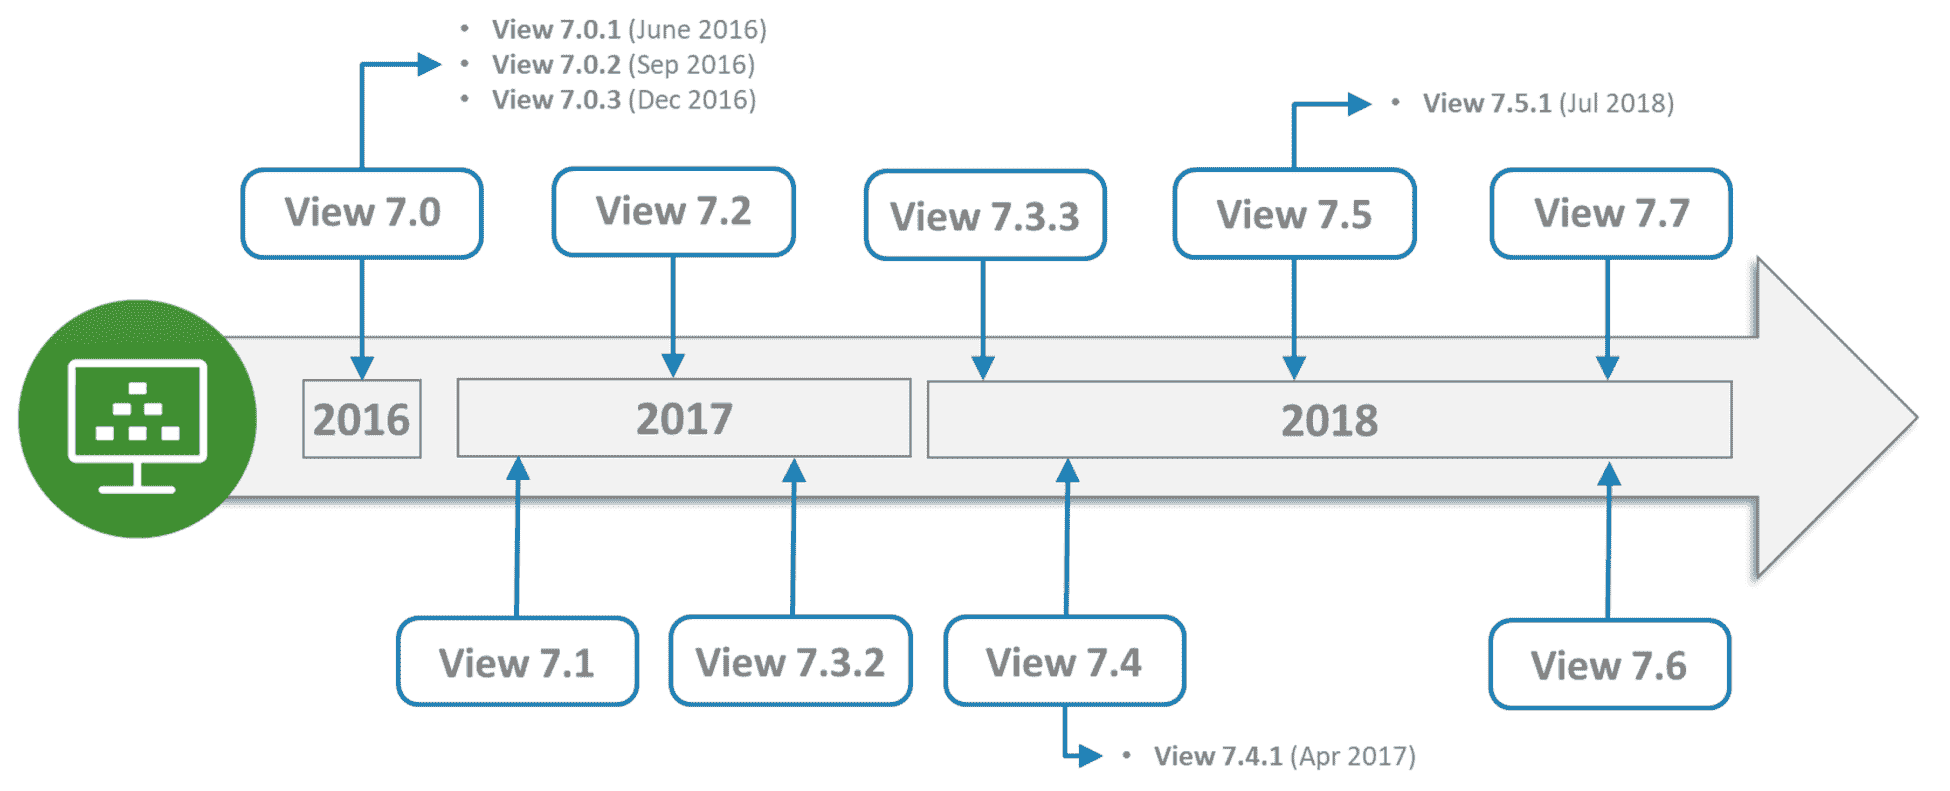 • View 7.0.1 (June 2016)
• View 7.0.2 (Sep 2016)
• View 7.0.3 (Dec 2016)
• View 7.5.1 (Jul 2018)
View 7.0
View 7.2
View 7.3.3
View 7.5
View 7.7
2016
2017
2018
View 7.1
View 7.3.2
View 7.4
View 7.6
• View 7.4.1 (Apr 2017)